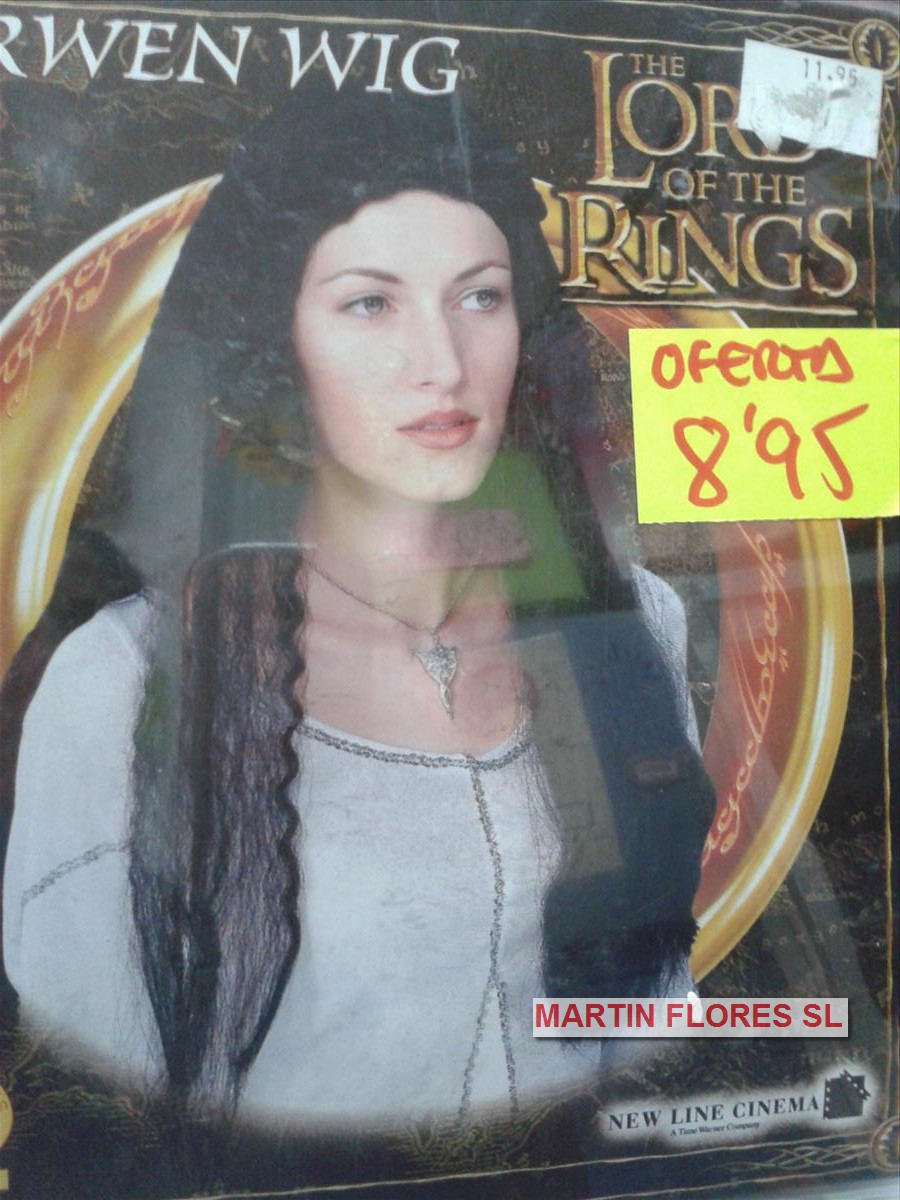 RWEN WIG
THE
LORD
OF THE
RINGS
11.95
OFERTA
8'95
MARTIN FLORES SL
NEW LINE CINEMA
A Time Warner Company